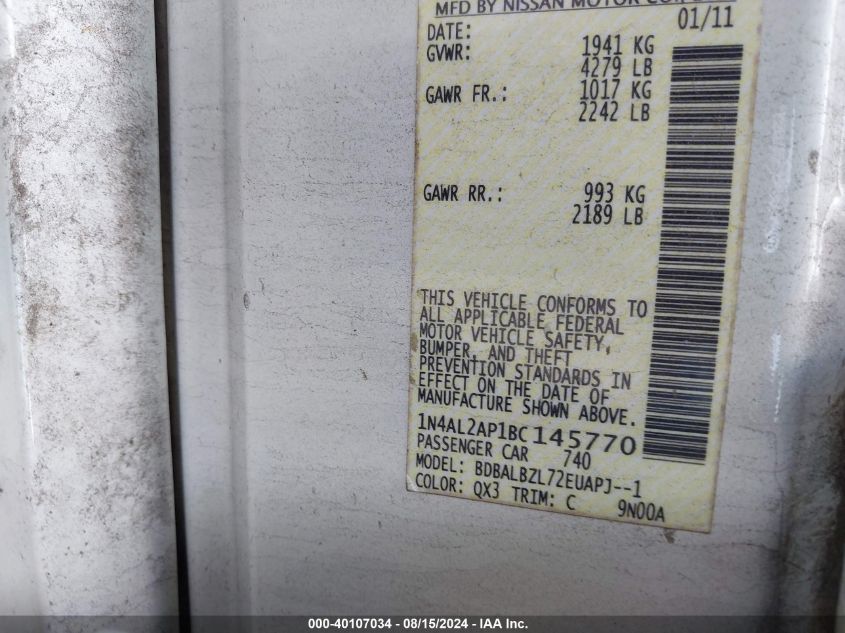 MFD BY NISSAN MOTOR CO.,
DATE: 01/11
GVWR: 1941 KG
4279 LB
GAWR FR.: 1017 KG
2242 LB
GAWR RR.: 993 KG
2189 LB
THIS VEHICLE CONFORMS TO
ALL APPLICABLE FEDERAL
MOTOR VEHICLE SAFETY,
BUMPER, AND THEFT
PREVENTION STANDARDS IN
EFFECT ON THE DATE OF
MANUFACTURE SHOWN ABOVE.
1N4AL2AP1BC145770
PASSENGER CAR 740
MODEL: BDBALBZL72EUAPJ--1
COLOR: QX3 TRIM: C 9N00A
000-40107034 - 08/15/2024 - IAA Inc.